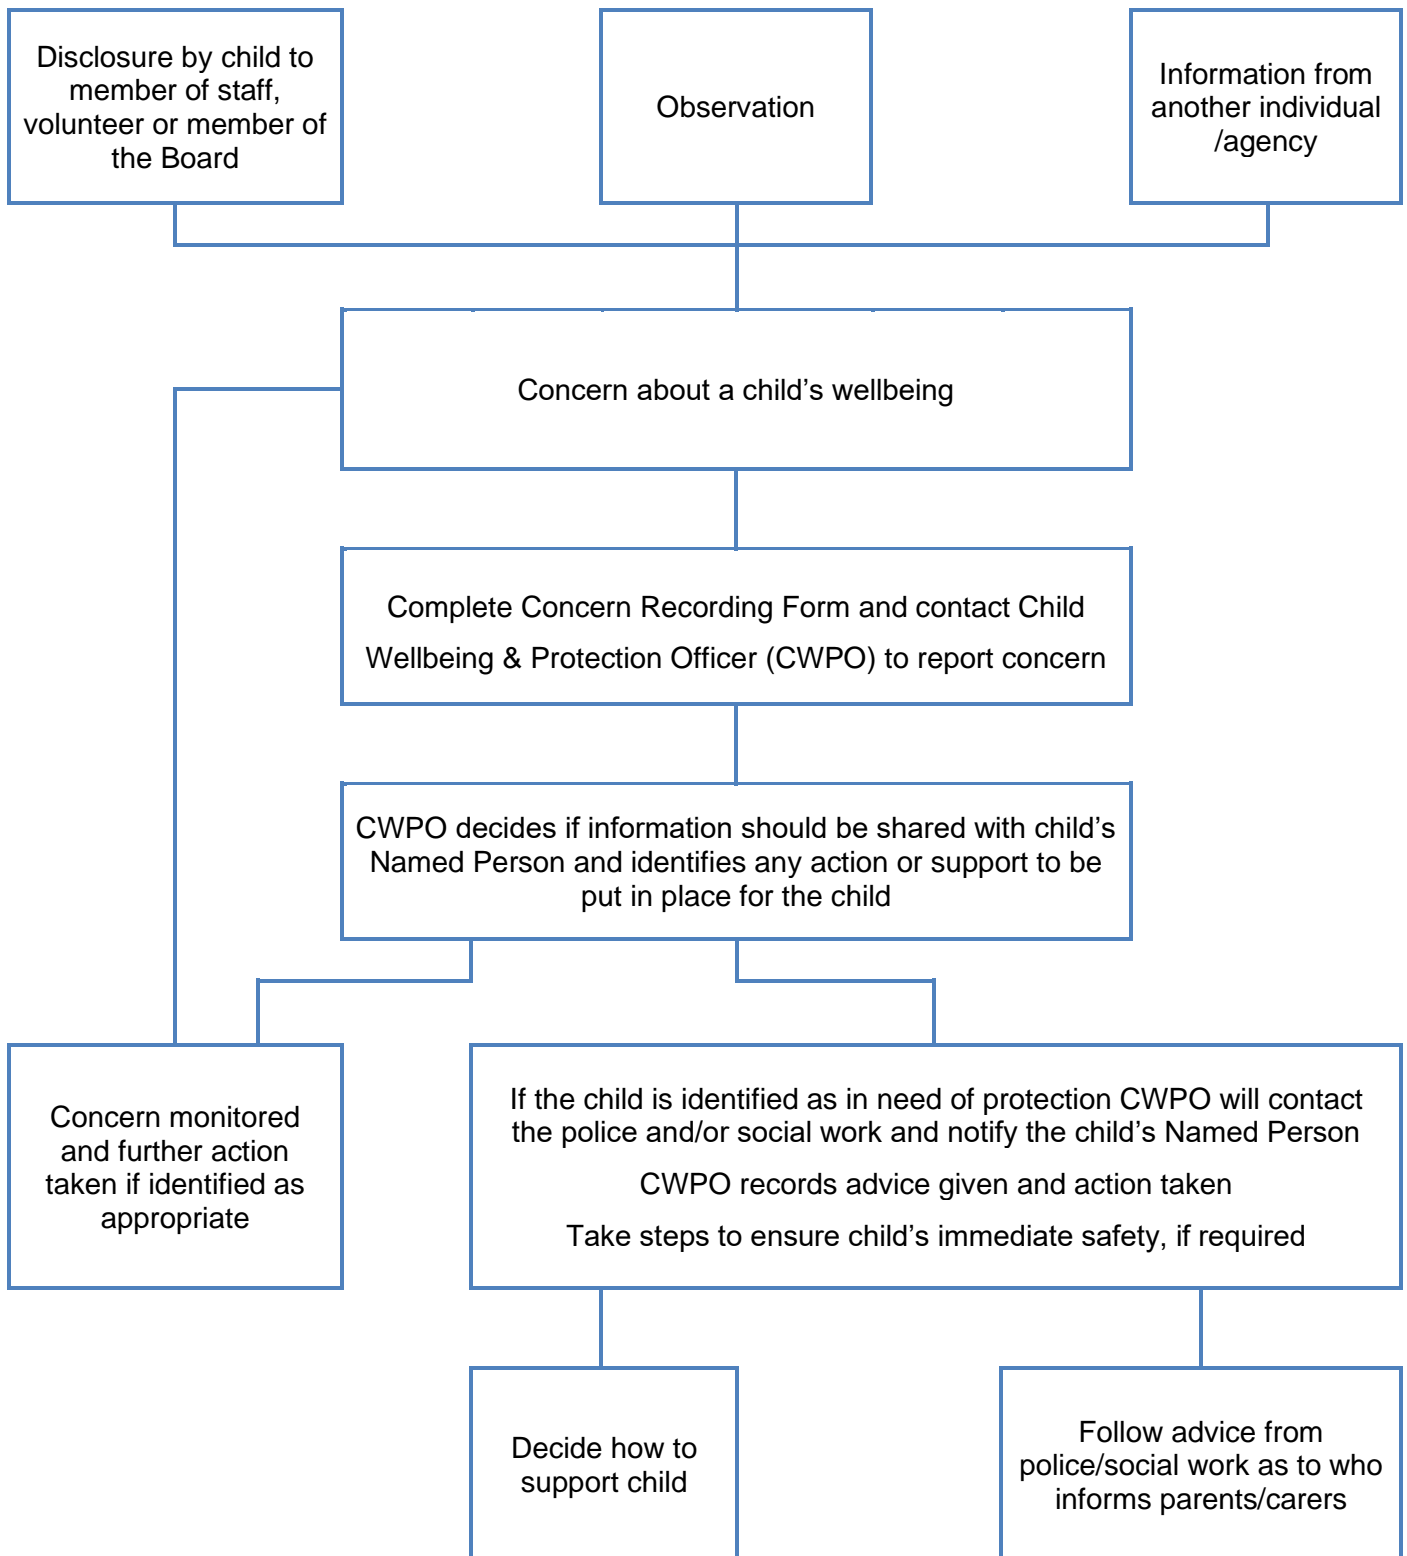 Disclosure by child to
member of staff,
volunteer or member of
the Board
Observation
Information from
another individual
/agency
Concern about a child’s wellbeing
Complete Concern Recording Form and contact Child
Wellbeing & Protection Officer (CWPO) to report concern
CWPO decides if information should be shared with child’s
Named Person and identifies any action or support to be
put in place for the child
Concern monitored
and further action
taken if identified as
appropriate
If the child is identified as in need of protection CWPO will contact
the police and/or social work and notify the child’s Named Person
CWPO records advice given and action taken
Take steps to ensure child’s immediate safety, if required
Decide how to
support child
Follow advice from
police/social work as to who
informs parents/carers